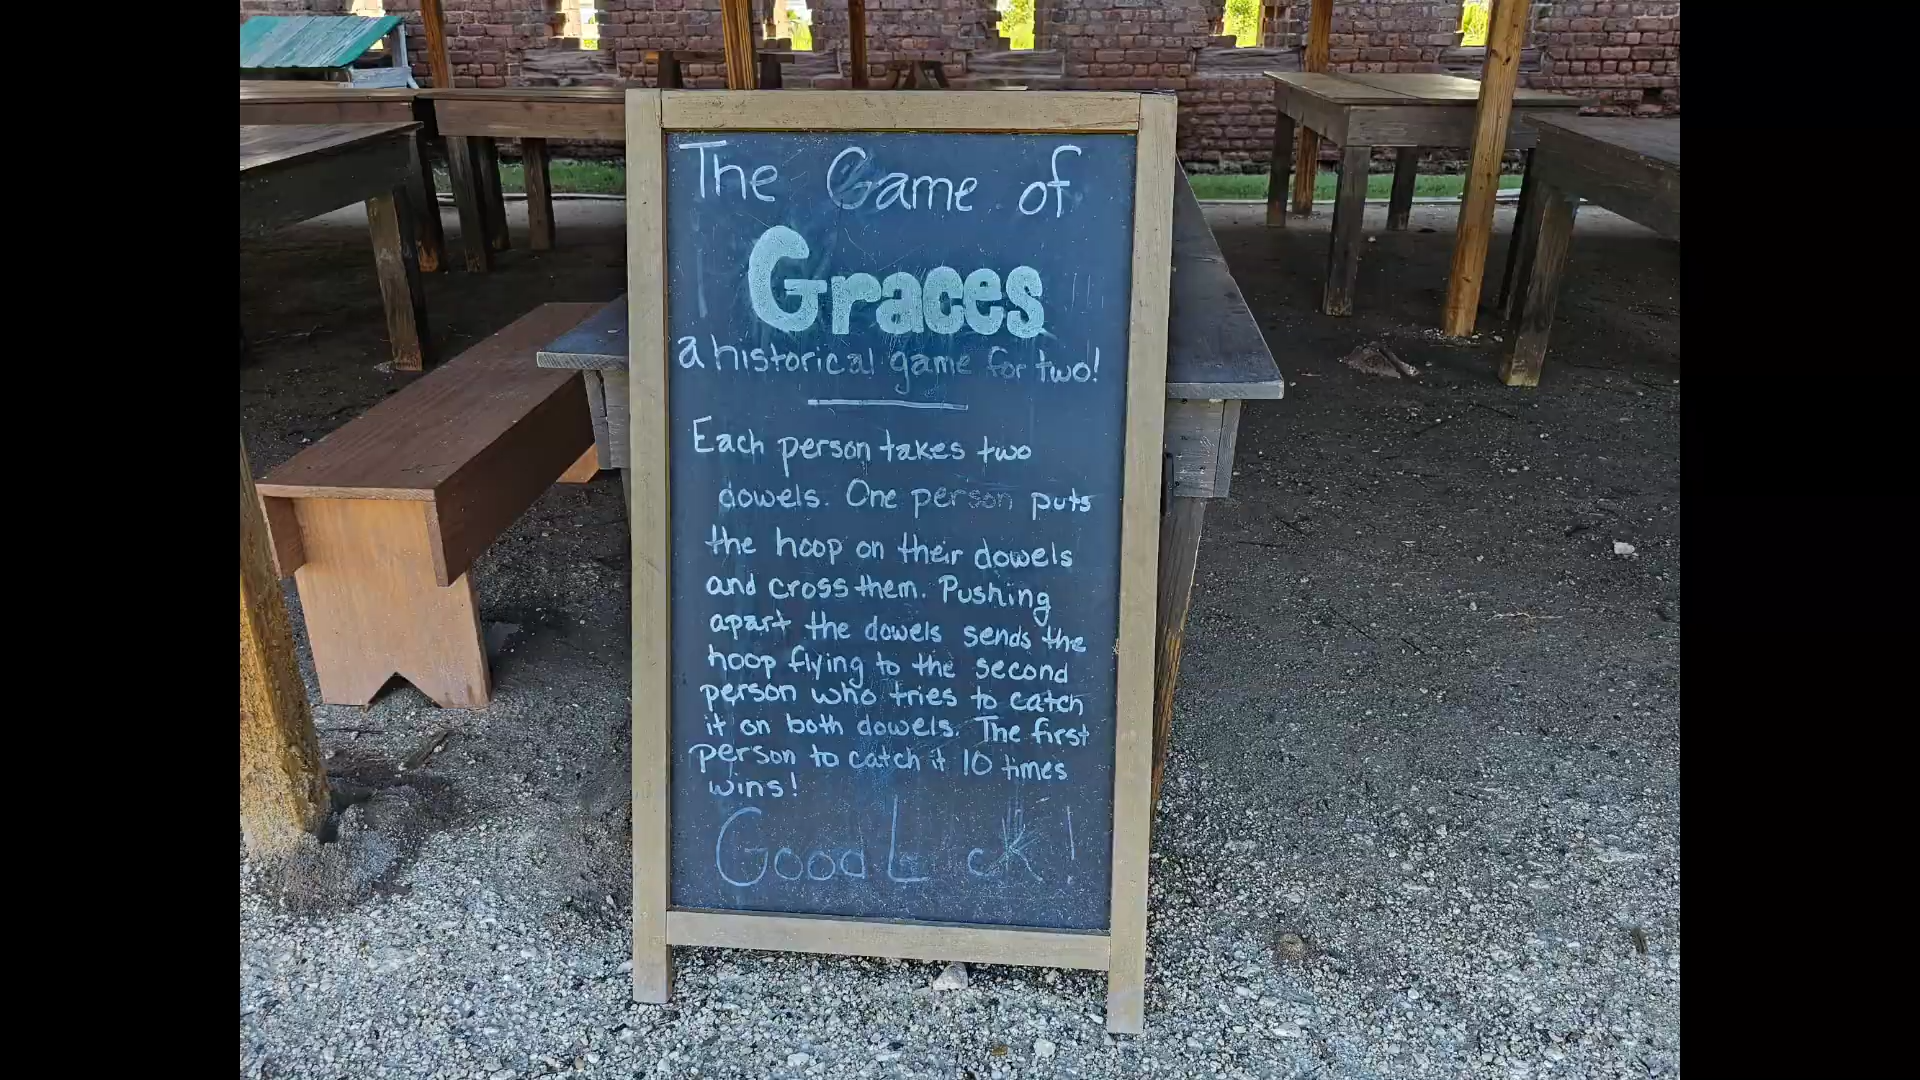 The Game of
Graces
a historical game for two!
Each person takes two
dowels. One person puts
the hoop on their dowels
and cross them. Pushing
apart the dowels sends the
hoop flying to the second
person who tries to catch
it on both dowels. The first
person to catch it 10 times
wins!
Good L ck!